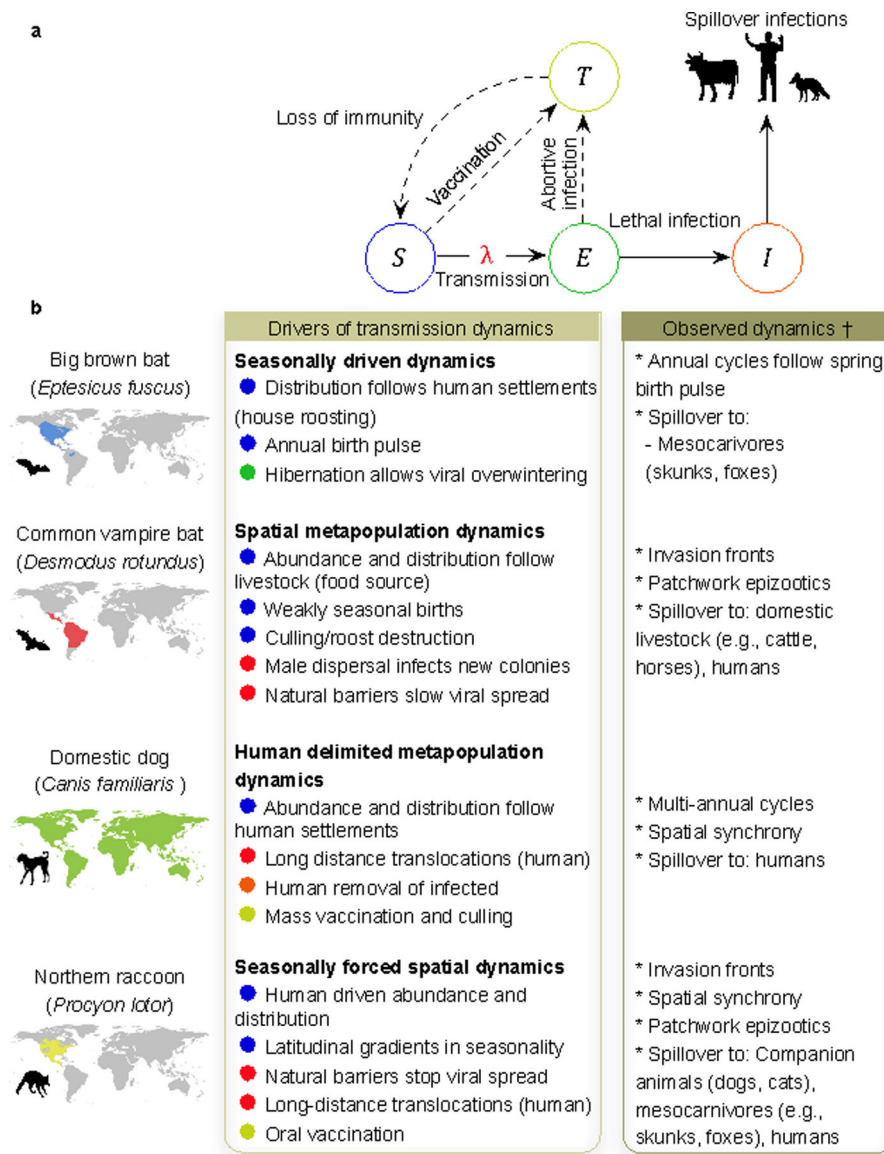 a
Spillover infections
T
Loss of immunity
Vaccination
Abortive
infection
Lethal infection
S
λ
E
I
Transmission
b
Drivers of transmission dynamics
Observed dynamics †
Big brown bat
(Eptesicus fuscus)
Seasonally driven dynamics
Distribution follows human settlements
(house roosting)
Annual birth pulse
Hibernation allows viral overwintering
* Annual cycles follow spring
birth pulse
* Spillover to:
- Mesocarivores
(skunks, foxes)
Common vampire bat
(Desmodus rotundus)
Spatial metapopulation dynamics
Abundance and distribution follow
livestock (food source)
Weakly seasonal births
Culling/roost destruction
Male dispersal infects new colonies
Natural barriers slow viral spread
* Invasion fronts
* Patchwork epizootics
* Spillover to: domestic
livestock (e.g., cattle,
horses), humans
Domestic dog
(Canis familiaris )
Human delimited metapopulation
dynamics
Abundance and distribution follow
human settlements
Long distance translocations (human)
Human removal of infected
Mass vaccination and culling
* Multi-annual cycles
* Spatial synchrony
* Spillover to: humans
Northern raccoon
(Procyon lotor)
Seasonally forced spatial dynamics
Human driven abundance and
distribution
Latitudinal gradients in seasonality
Natural barriers stop viral spread
Long-distance translocations (human)
Oral vaccination
* Invasion fronts
* Spatial synchrony
* Patchwork epizootics
* Spillover to: Companion
animals (dogs, cats),
mesocarnivores (e.g.,
skunks, foxes), humans